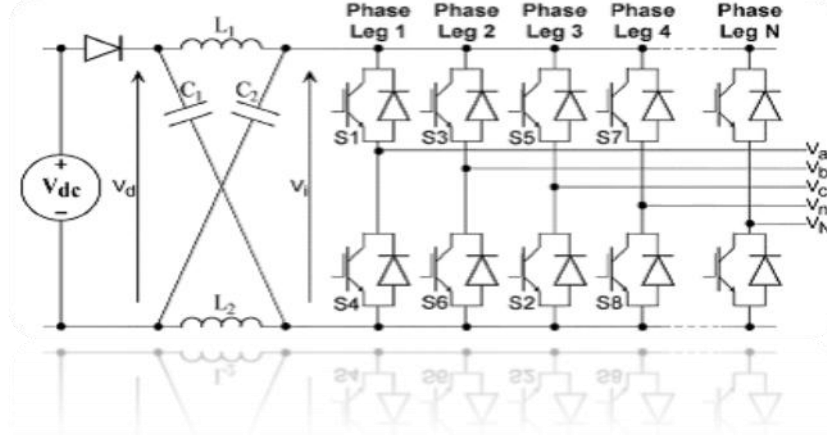 Phase Phase Phase Phase Phase
Leg 1 Leg 2 Leg 3 Leg 4 Leg N
L1
C1 C2
S1 S3 S5 S7
Va
Vb
Vc
Vn
VN
+
Vdc
−
Vd
Vi
L2
S4 S6 S2 S8